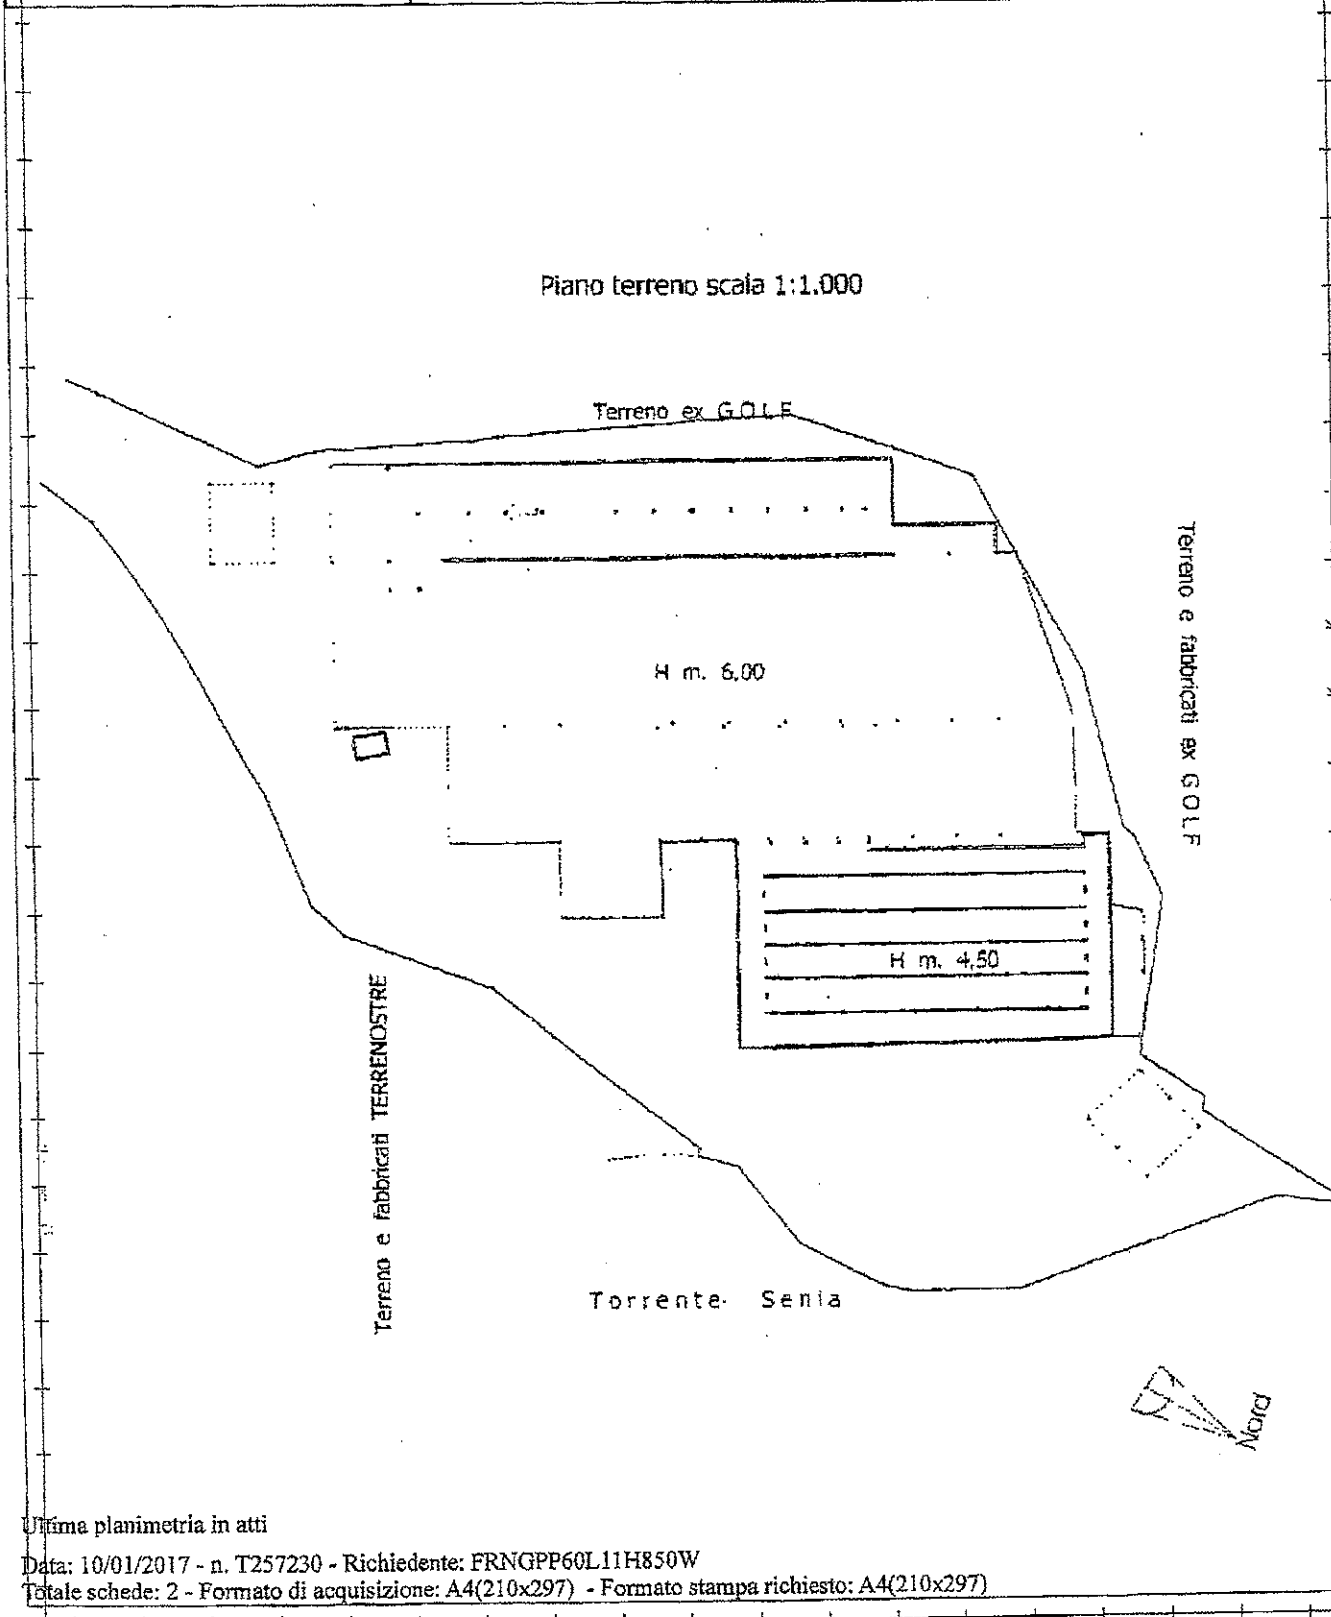 Piano terreno scala 1:1.000
Terreno ex GOLF
Terreno e fabbricati ex GOLF
H m. 6,00
H m. 4,50
Terreno e fabbricati TERRENOSTRE
Torrente Senia
Nord
Ultima planimetria in atti
Data: 10/01/2017 - n. T257230 - Richiedente: FRNGPP60L11H850W
Totale schede: 2 - Formato di acquisizione: A4(210x297) - Formato stampa richiesto: A4(210x297)